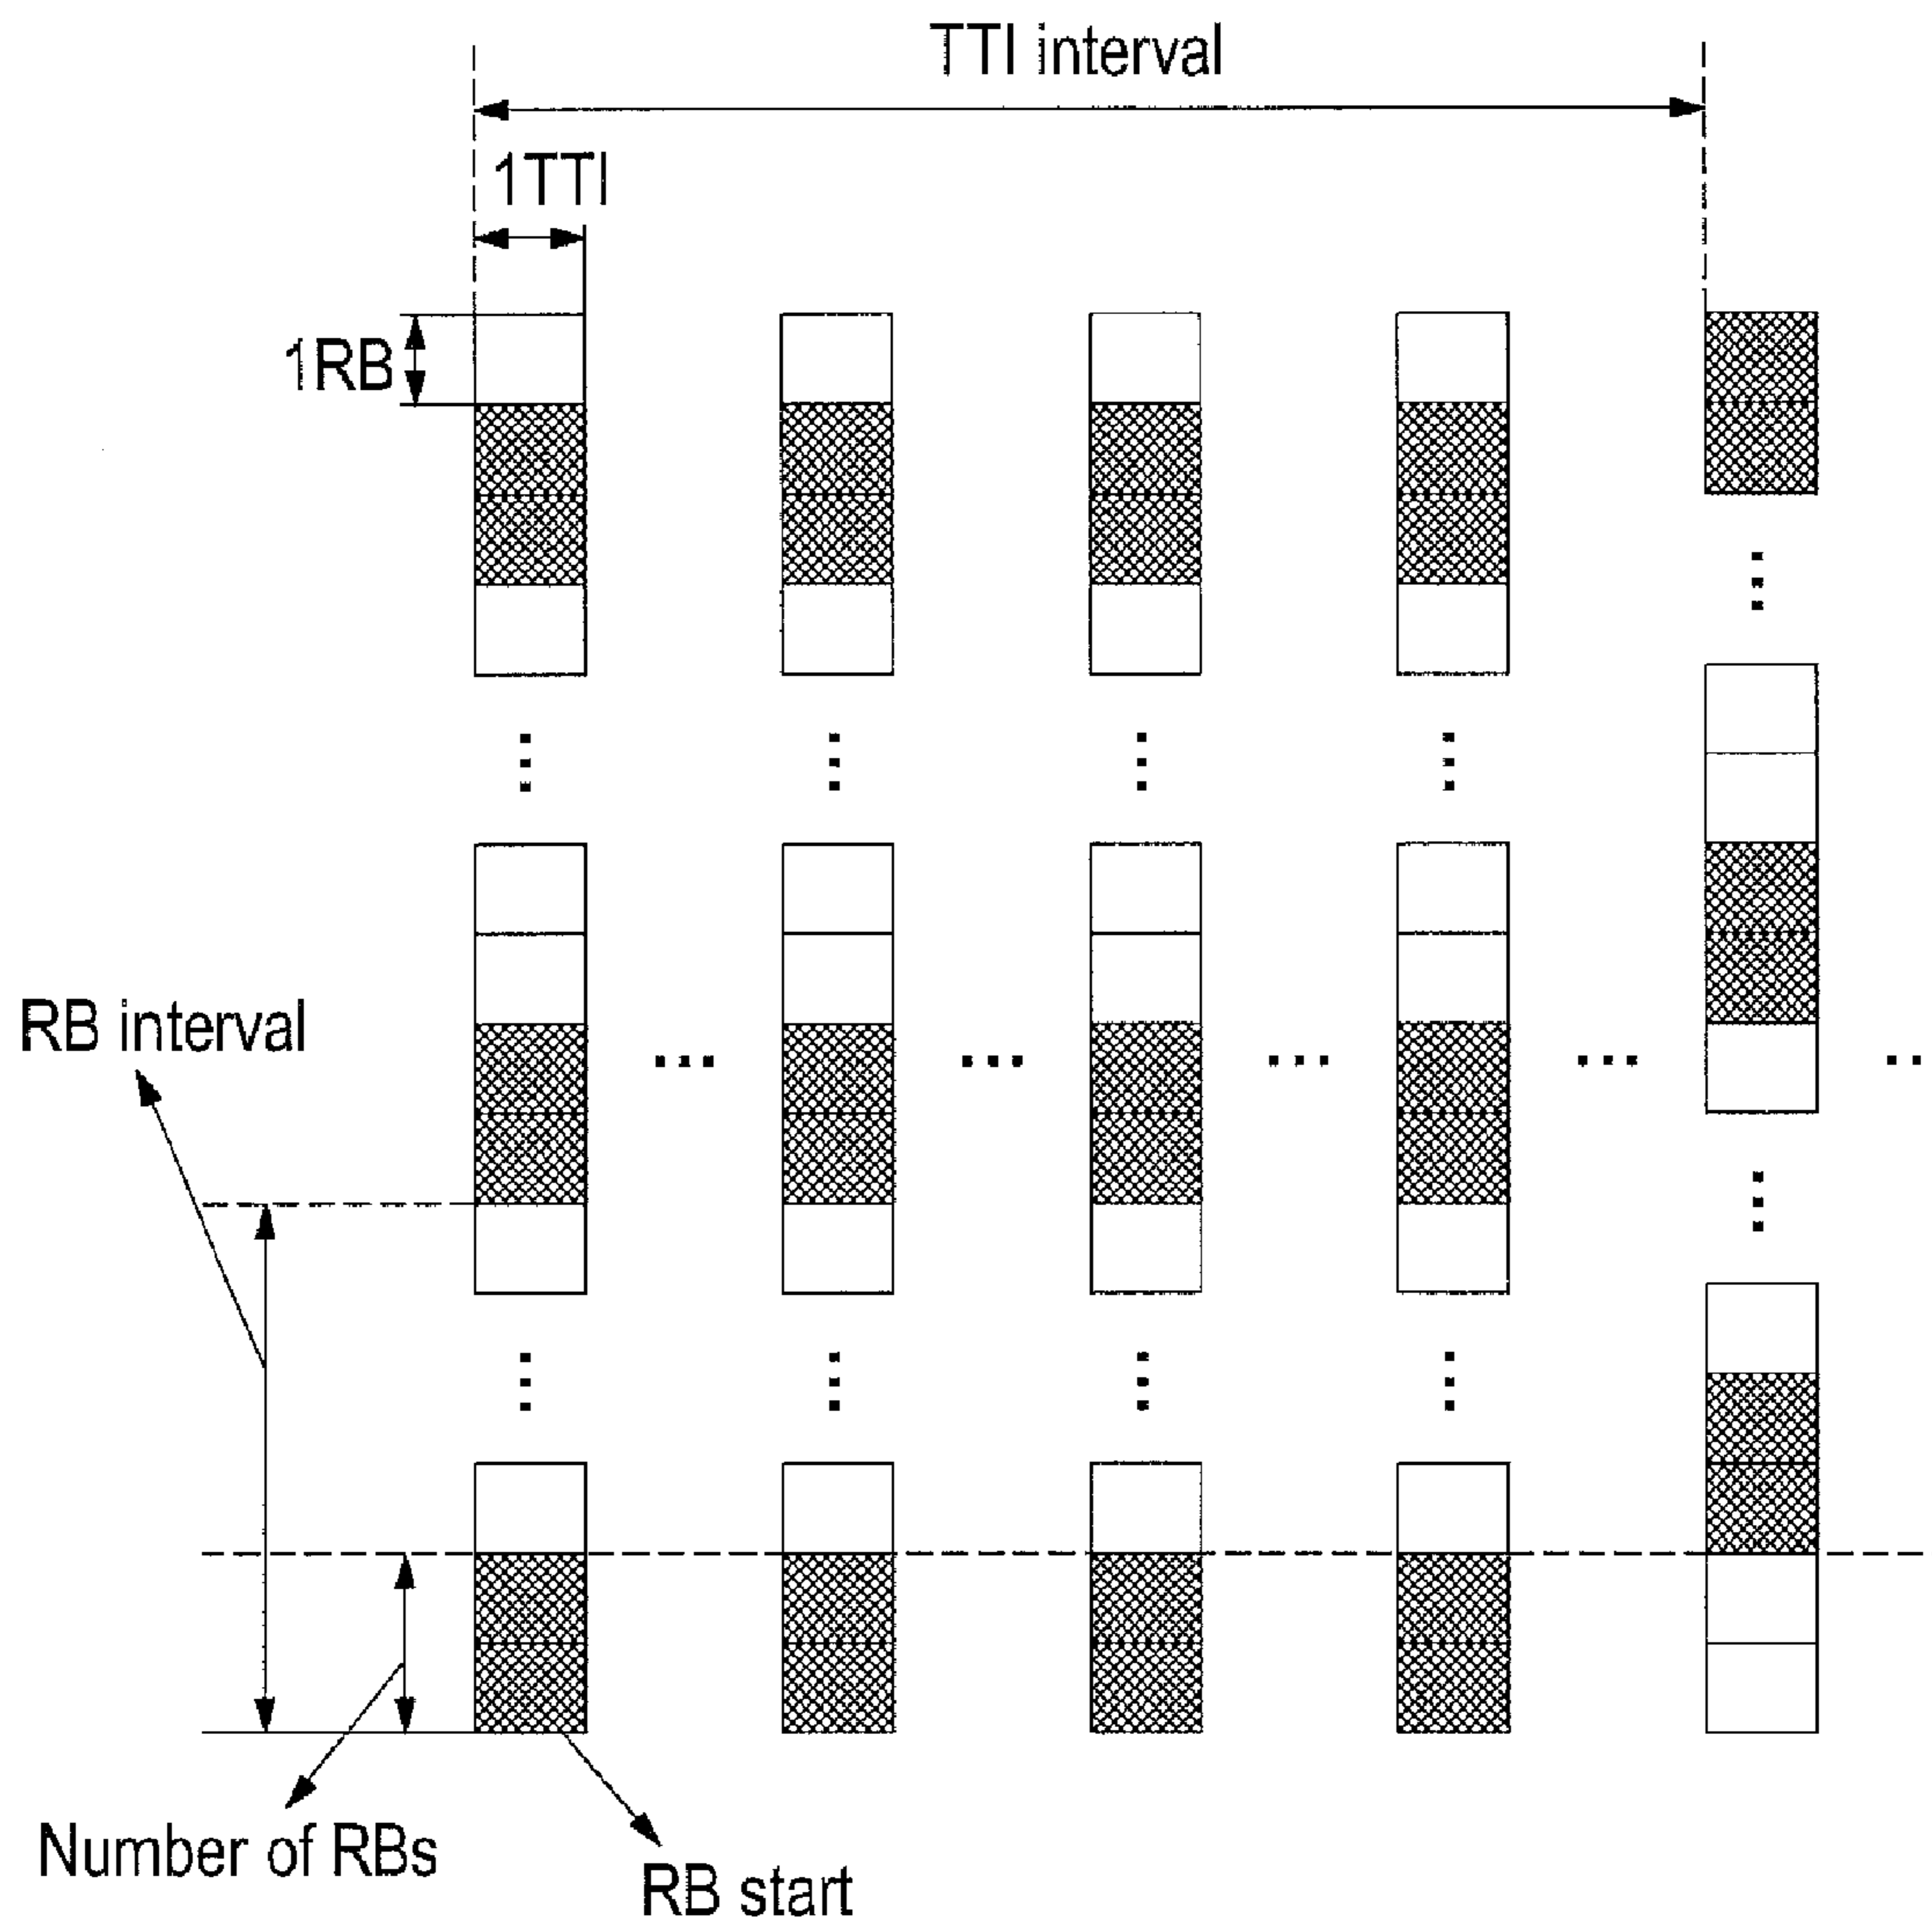 TTI interval
1TTI
1RB
RB interval
Number of RBs
RB start